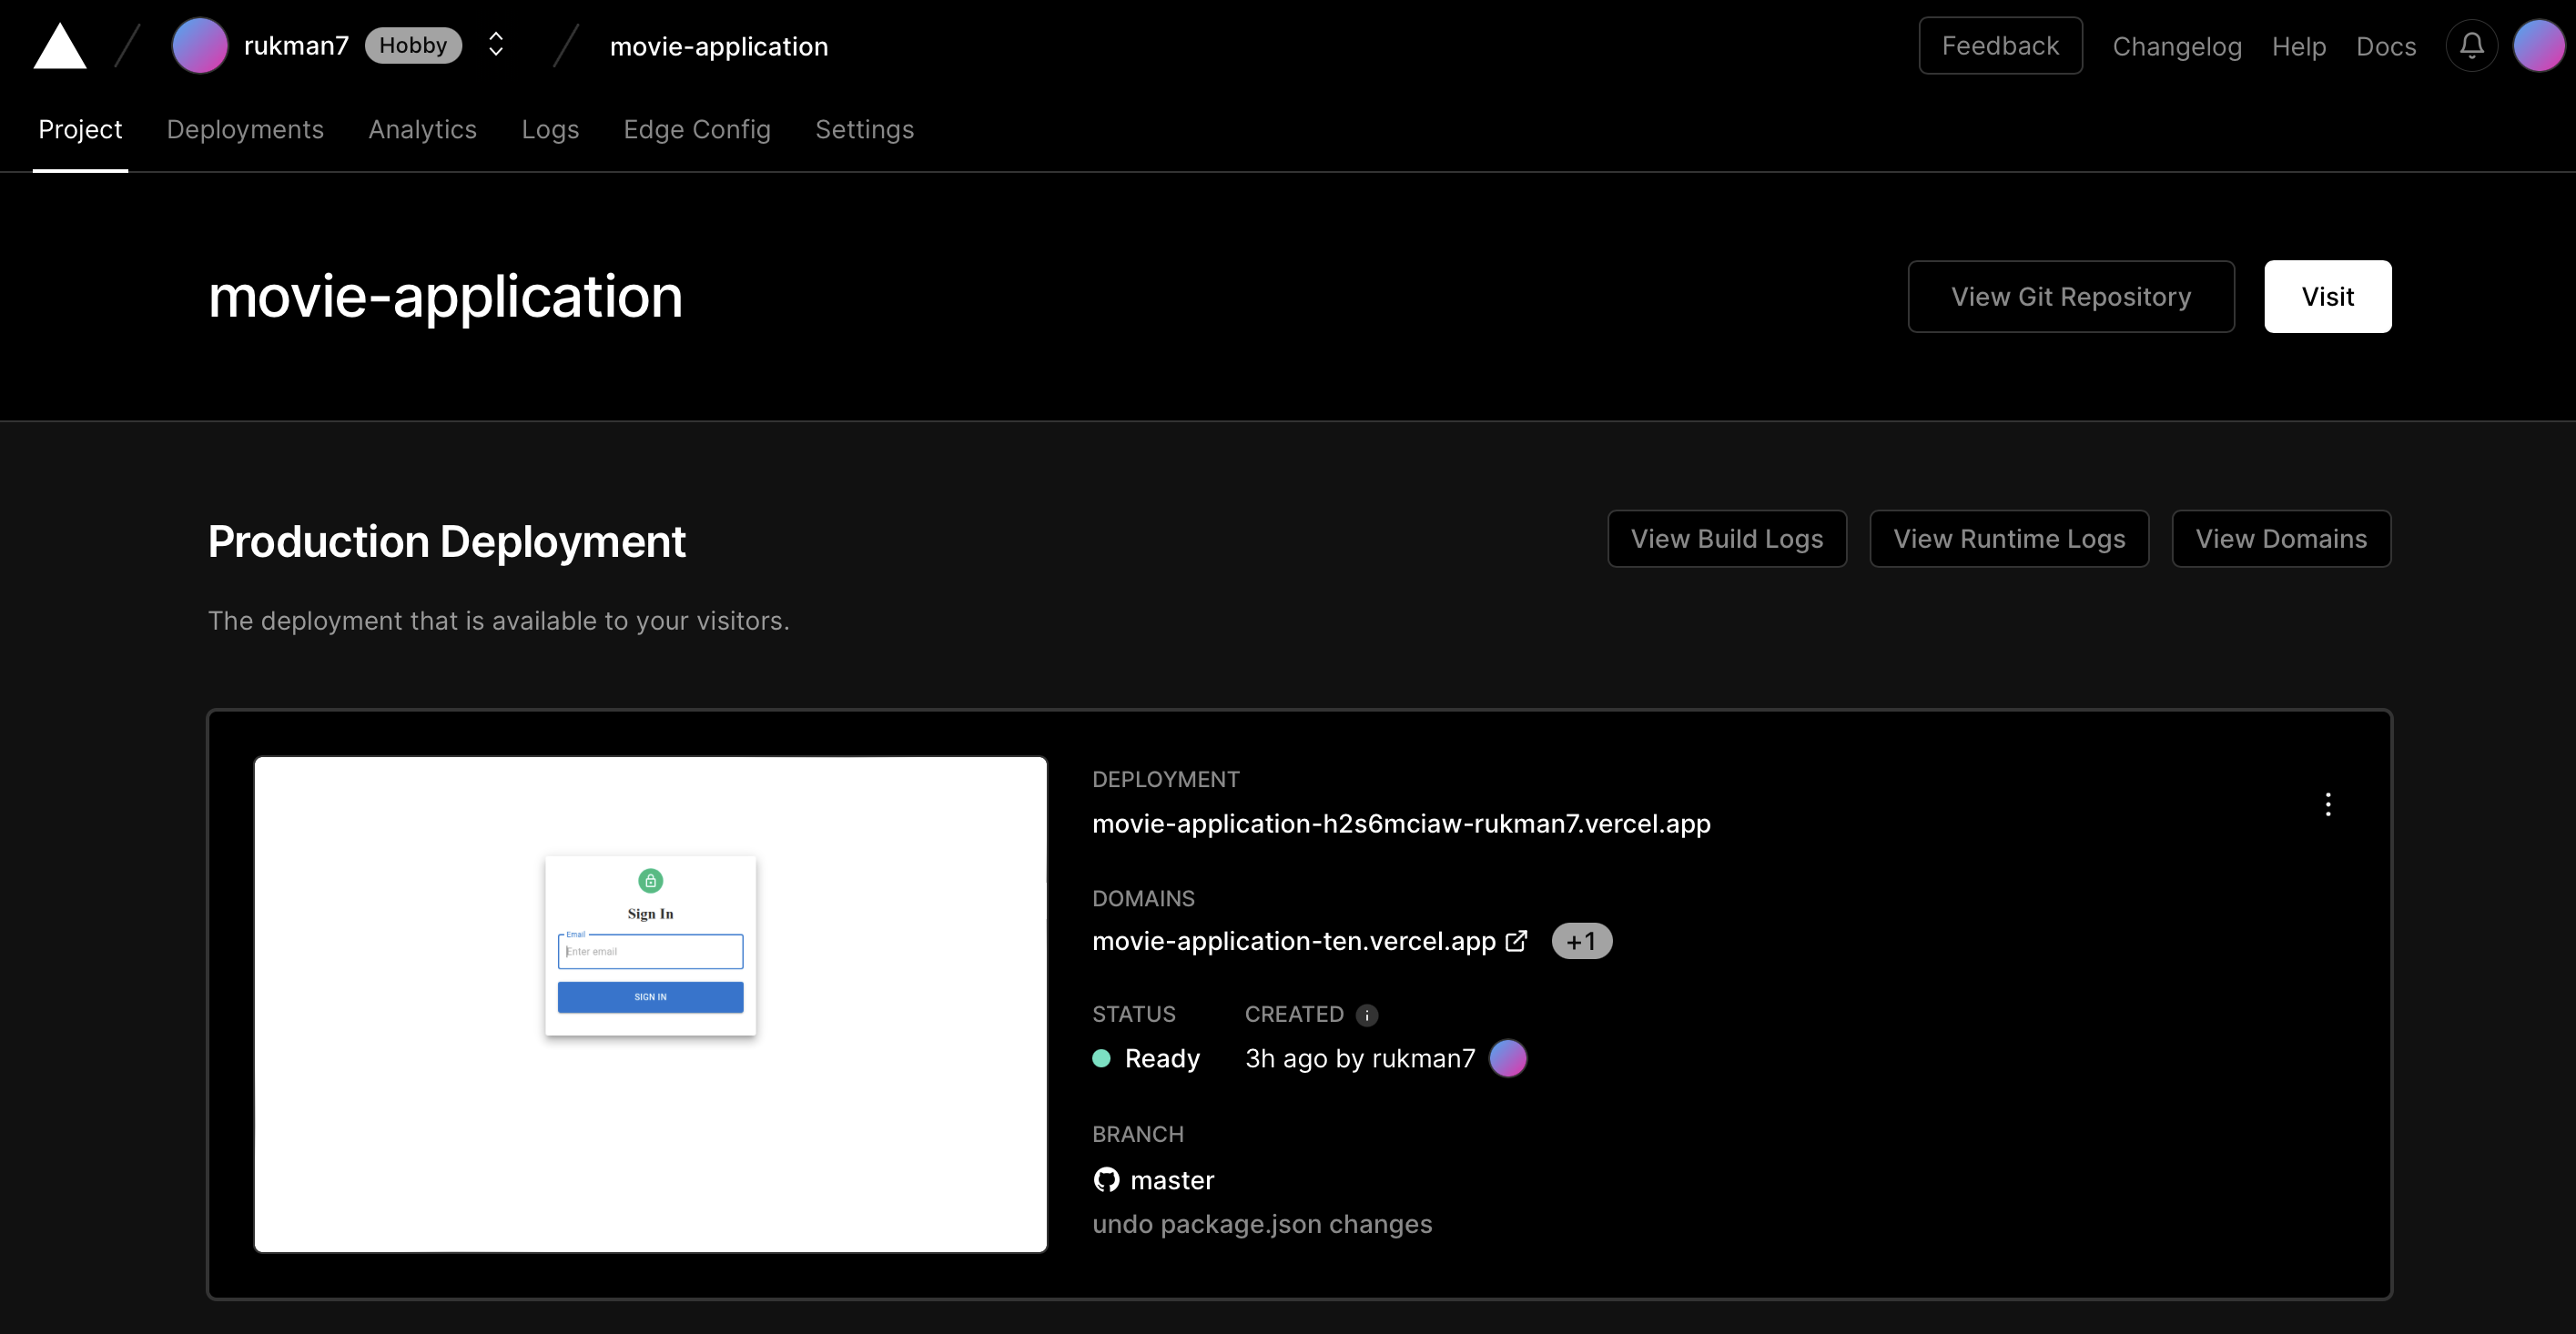 rukman7 Hobby movie-application Feedback Changelog Help Docs
Project Deployments Analytics Logs Edge Config Settings
movie-application View Git Repository Visit
Production Deployment View Build Logs View Runtime Logs View Domains
The deployment that is available to your visitors.
Sign In
Email
Enter email
SIGN IN
DEPLOYMENT
movie-application-h2s6mciaw-rukman7.vercel.app
DOMAINS
movie-application-ten.vercel.app +1
STATUS CREATED
Ready 3h ago by rukman7
BRANCH
master
undo package.json changes